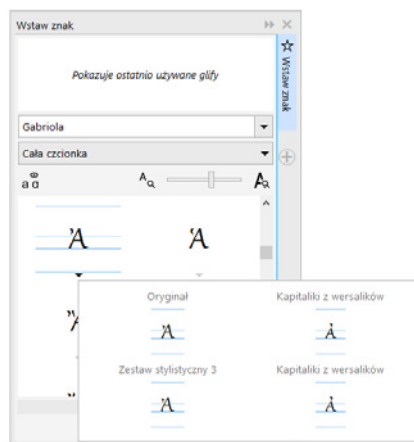 Wstaw znak
Pokazuje ostatnio używane glify
Wstaw znak
Gabriola
Cała czcionka
Oryginał
Kapitaliki z wersalików
Zestaw stylistyczny 3
Kapitaliki z wersalików